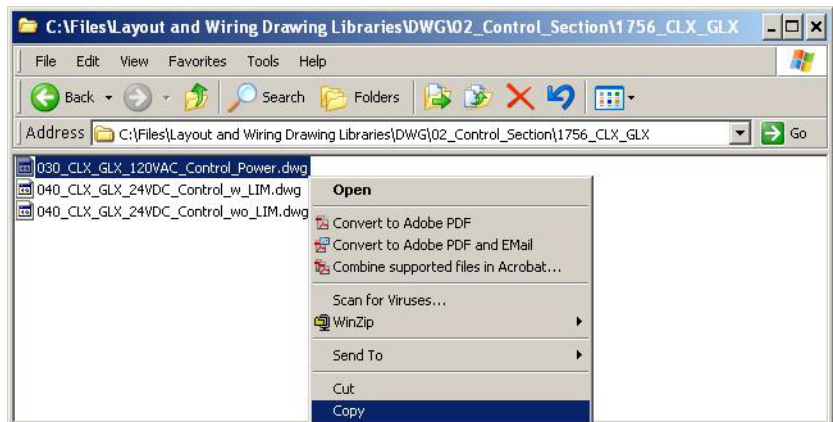 C:\Files\Layout and Wiring Drawing Libraries\DWG\02_Control_Section\1756_CLX_GLX
File Edit View Favorites Tools Help
Back Search Folders
Address C:\Files\Layout and Wiring Drawing Libraries\DWG\02_Control_Section\1756_CLX_GLX Go
030_CLX_GLX_120VAC_Control_Power.dwg
040_CLX_GLX_24VDC_Control_w_LIM.dwg
040_CLX_GLX_24VDC_Control_wo_LIM.dwg
Open
Convert to Adobe PDF
Convert to Adobe PDF and EMail
Combine supported files in Acrobat...
Scan for Viruses...
WinZip
Send To
Cut
Copy